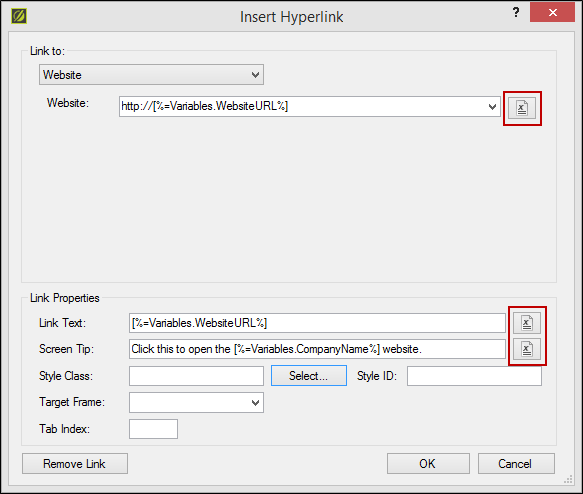 Insert Hyperlink
?
Link to:
Website
Website: http://[%=Variables.WebsiteURL%]
Link Properties
Link Text: [%=Variables.WebsiteURL%]
Screen Tip: Click this to open the [%=Variables.CompanyName%] website.
Style Class: Select... Style ID:
Target Frame:
Tab Index:
Remove Link OK Cancel